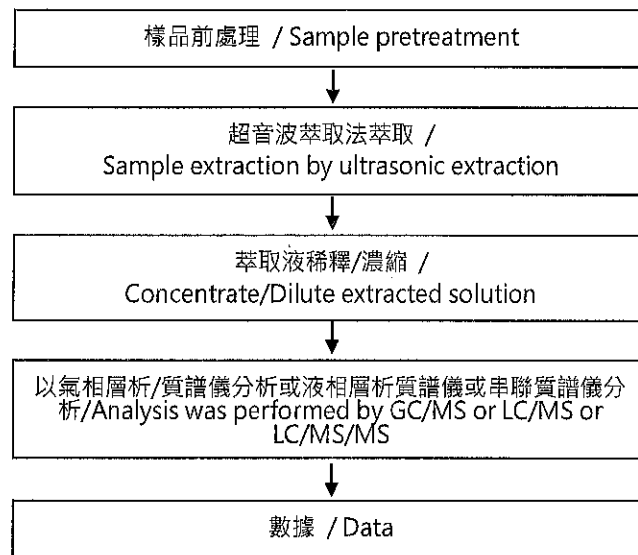 樣品前處理 / Sample pretreatment
超音波萃取法萃取 /
Sample extraction by ultrasonic extraction
萃取液稀釋/濃縮 /
Concentrate/Dilute extracted solution
以氣相層析/質譜儀分析或液相層析質譜儀或串聯質譜儀分
析/Analysis was performed by GC/MS or LC/MS or
LC/MS/MS
數據 / Data